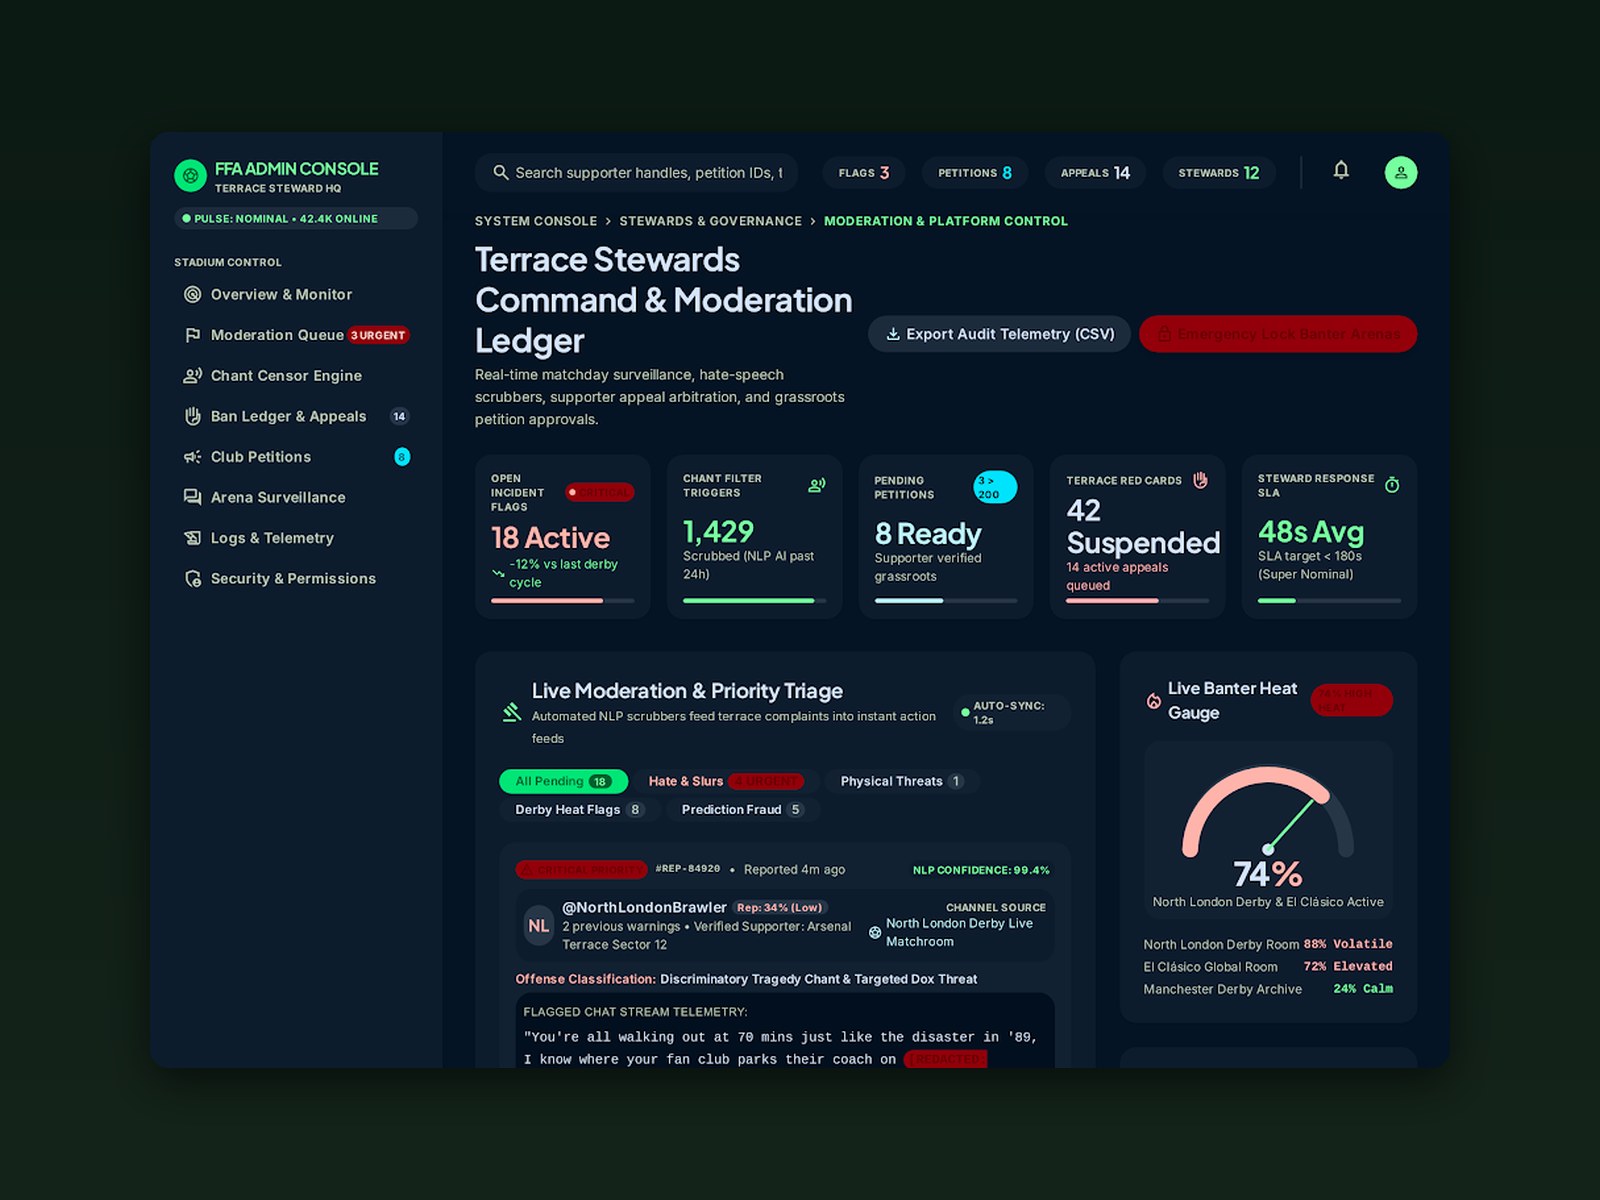 FFA ADMIN CONSOLE
TERRACE STEWARD HQ
PULSE: NOMINAL • 42.4K ONLINE
STADIUM CONTROL
Overview & Monitor
Moderation Queue 3 URGENT
Chant Censor Engine
Ban Ledger & Appeals 14
Club Petitions 8
Arena Surveillance
Logs & Telemetry
Security & Permissions
Search supporter handles, petition IDs, t
FLAGS 3
PETITIONS 8
APPEALS 14
STEWARDS 12
SYSTEM CONSOLE › STEWARDS & GOVERNANCE › MODERATION & PLATFORM CONTROL
Terrace Stewards
Command & Moderation
Ledger
Real-time matchday surveillance, hate-speech
scrubbers, supporter appeal arbitration, and grassroots
petition approvals.
Export Audit Telemetry (CSV)
Emergency Lock Banter Arenas
OPEN
INCIDENT
FLAGS
CRITICAL
18 Active
-12% vs last derby
cycle
CHANT FILTER
TRIGGERS
1,429
Scrubbed (NLP AI past
24h)
PENDING
PETITIONS
3 >
200
8 Ready
Supporter verified
grassroots
TERRACE RED CARDS
42
Suspended
14 active appeals
queued
STEWARD RESPONSE
SLA
48s Avg
SLA target < 180s
(Super Nominal)
Live Moderation & Priority Triage
Automated NLP scrubbers feed terrace complaints into instant action
feeds
AUTO-SYNC:
1.2s
All Pending 18
Hate & Slurs 4 URGENT
Physical Threats 1
Derby Heat Flags 8
Prediction Fraud 5
CRITICAL PRIORITY #REP-84920 • Reported 4m ago
NLP CONFIDENCE: 99.4%
NL
@NorthLondonBrawler Rep: 34% (Low)
2 previous warnings • Verified Supporter: Arsenal
Terrace Sector 12
CHANNEL SOURCE
North London Derby Live
Matchroom
Offense Classification: Discriminatory Tragedy Chant & Targeted Dox Threat
FLAGGED CHAT STREAM TELEMETRY:
"You're all walking out at 70 mins just like the disaster in '89,
I know where your fan club parks their coach on [REDACTED
Live Banter Heat
Gauge
74% HIGH
HEAT
74%
North London Derby & El Clásico Active
North London Derby Room 88% Volatile
El Clásico Global Room 72% Elevated
Manchester Derby Archive 24% Calm